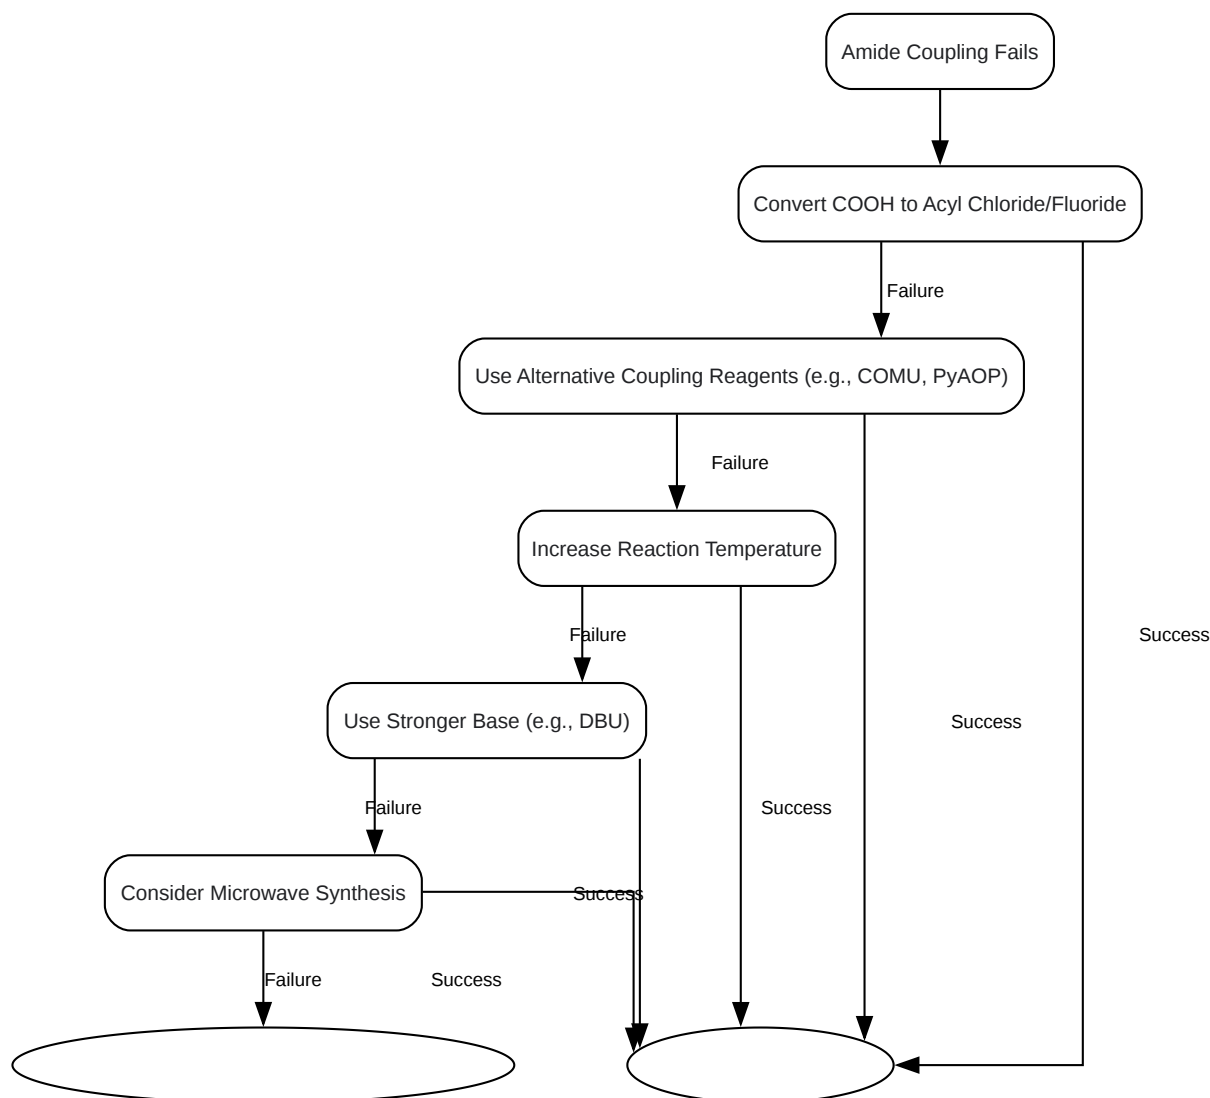 Amide Coupling Fails
Convert COOH to Acyl Chloride/Fluoride
Failure
Use Alternative Coupling Reagents (e.g., COMU, PyAOP)
Failure
Increase Reaction Temperature
Failure
Success
Use Stronger Base (e.g., DBU)
Success
Failure
Success
Consider Microwave Synthesis
Success
Failure
Success